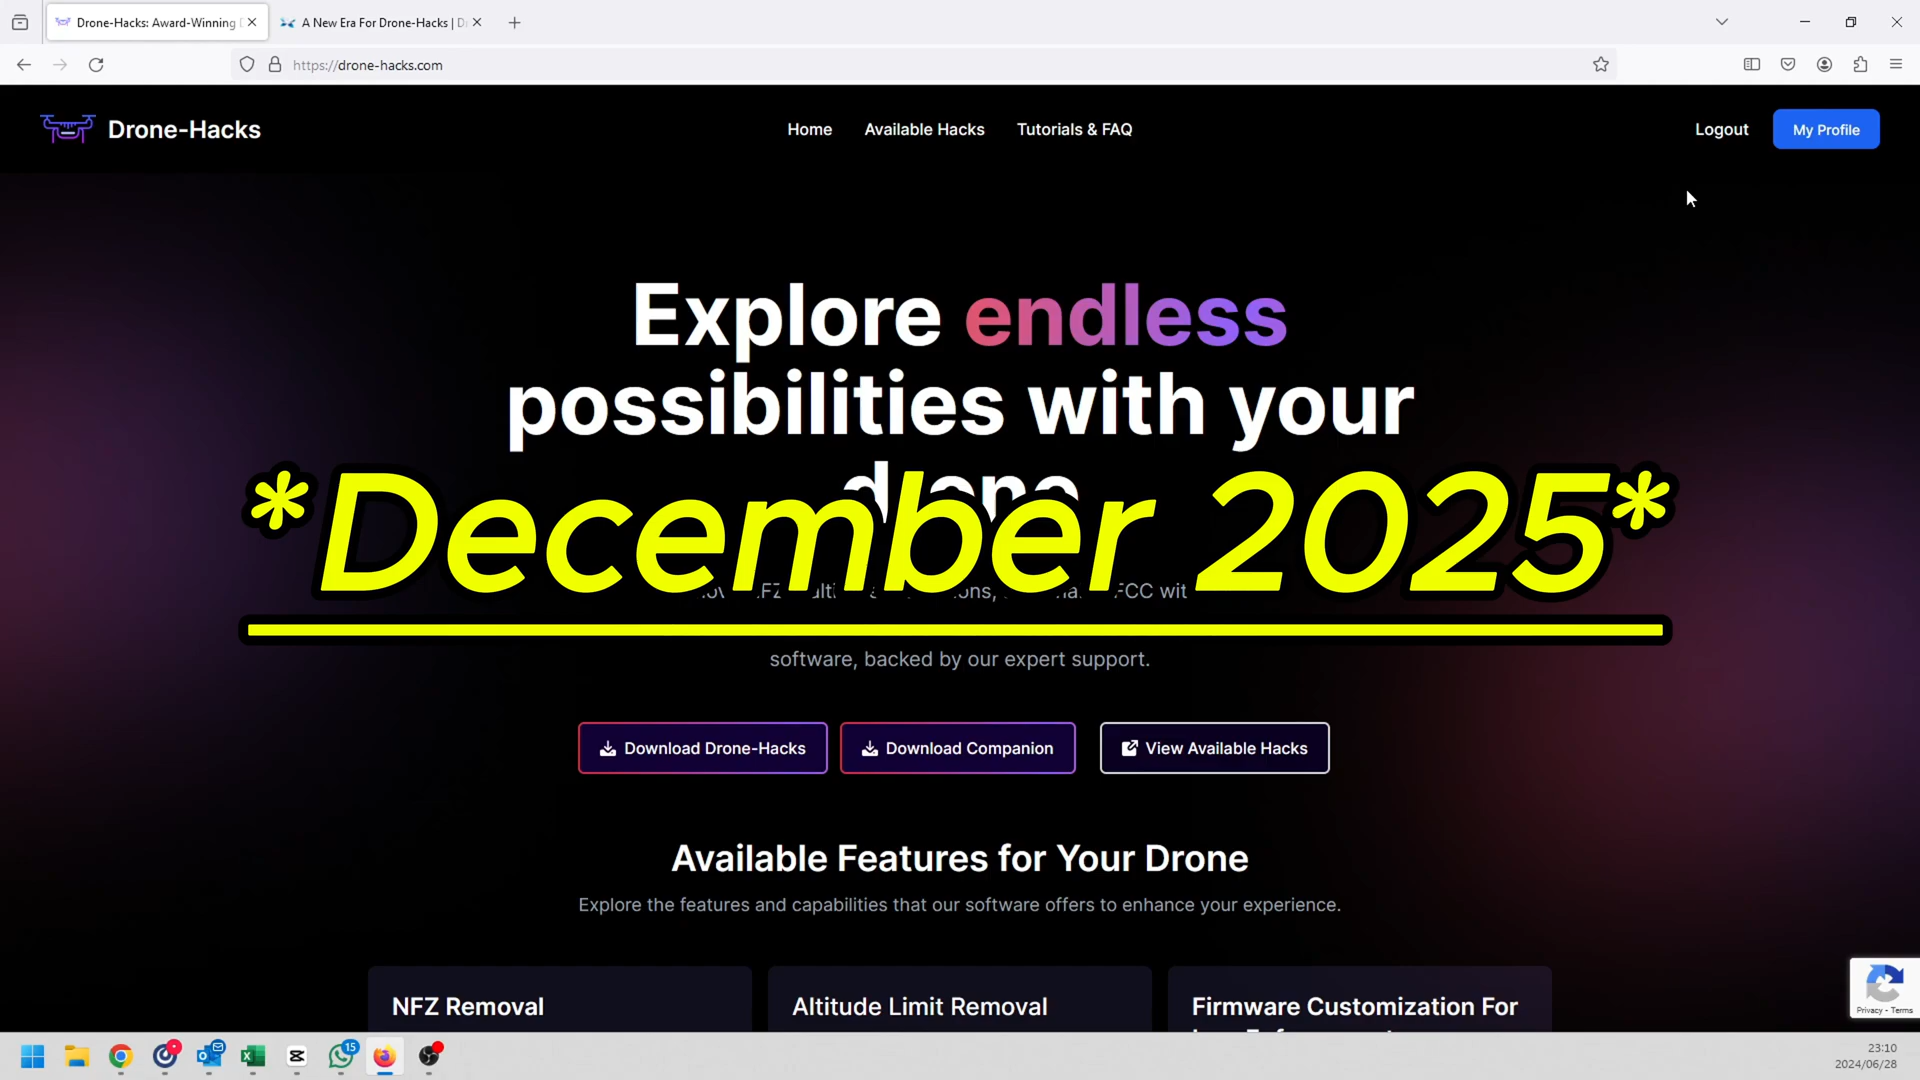 Drone-Hacks: Award-Winning
A New Era For Drone-Hacks | D
https://drone-hacks.com
Drone-Hacks
Home
Available Hacks
Tutorials & FAQ
Logout
My Profile
Explore endless
possibilities with your
drone
*December 2025*
software, backed by our expert support.
Download Drone-Hacks
Download Companion
View Available Hacks
Available Features for Your Drone
Explore the features and capabilities that our software offers to enhance your experience.
NFZ Removal
Altitude Limit Removal
Firmware Customization For
Privacy - Terms
15
23:10
2024/06/28